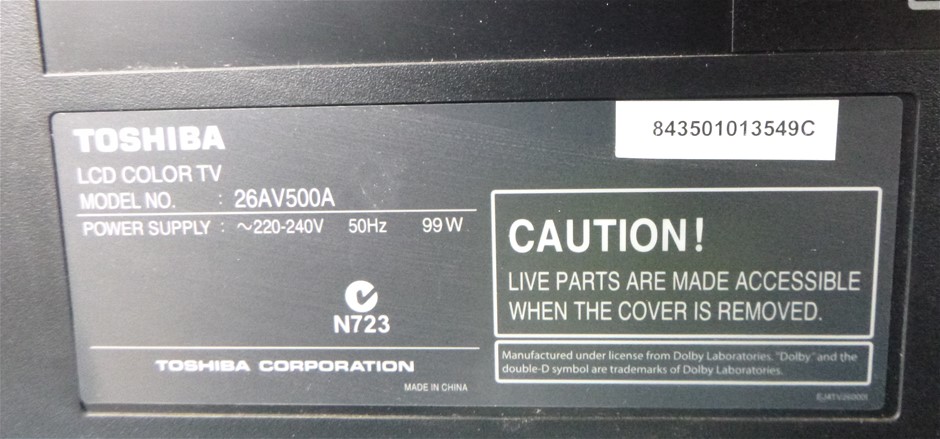 TOSHIBA
LCD COLOR TV
MODEL NO. : 26AV500A
POWER SUPPLY : ~220-240V 50Hz 99W
N723
TOSHIBA CORPORATION
MADE IN CHINA
843501013549C
CAUTION!
LIVE PARTS ARE MADE ACCESSIBLE
WHEN THE COVER IS REMOVED.
Manufactured under license from Dolby Laboratories. "Dolby" and the
double-D symbol are trademarks of Dolby Laboratories.